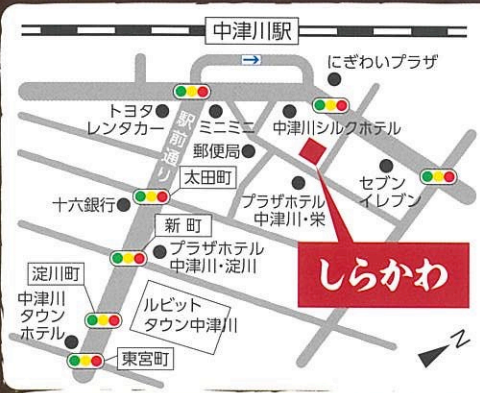 中津川駅
にぎわいプラザ
トヨタ
レンタカー
ミニミニ
中津川シルクホテル
駅前通り
郵便局
太田町
プラザホテル
中津川・栄
セブン
イレブン
十六銀行
新町
プラザホテル
中津川・淀川
しらかわ
淀川町
中津川
タウン
ホテル
ルビット
タウン中津川
東宮町
N